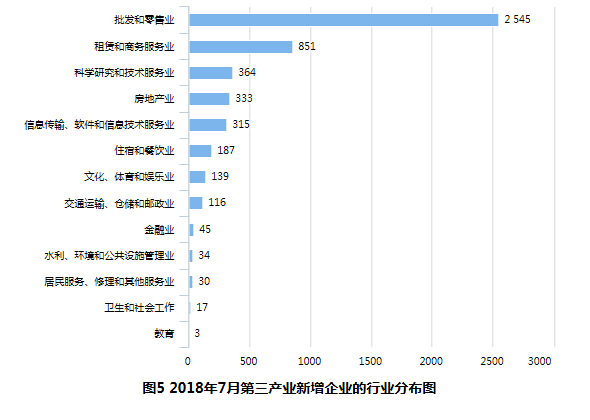 批发和零售业 2 545
租赁和商务服务业 851
科学研究和技术服务业 364
房地产业 333
信息传输、软件和信息技术服务业 315
住宿和餐饮业 187
文化、体育和娱乐业 139
交通运输、仓储和邮政业 116
金融业 45
水利、环境和公共设施管理业 34
居民服务、修理和其他服务业 30
卫生和社会工作 17
教育 3
0 500 1000 1500 2000 2500 3000
图5 2018年7月第三产业新增企业的行业分布图